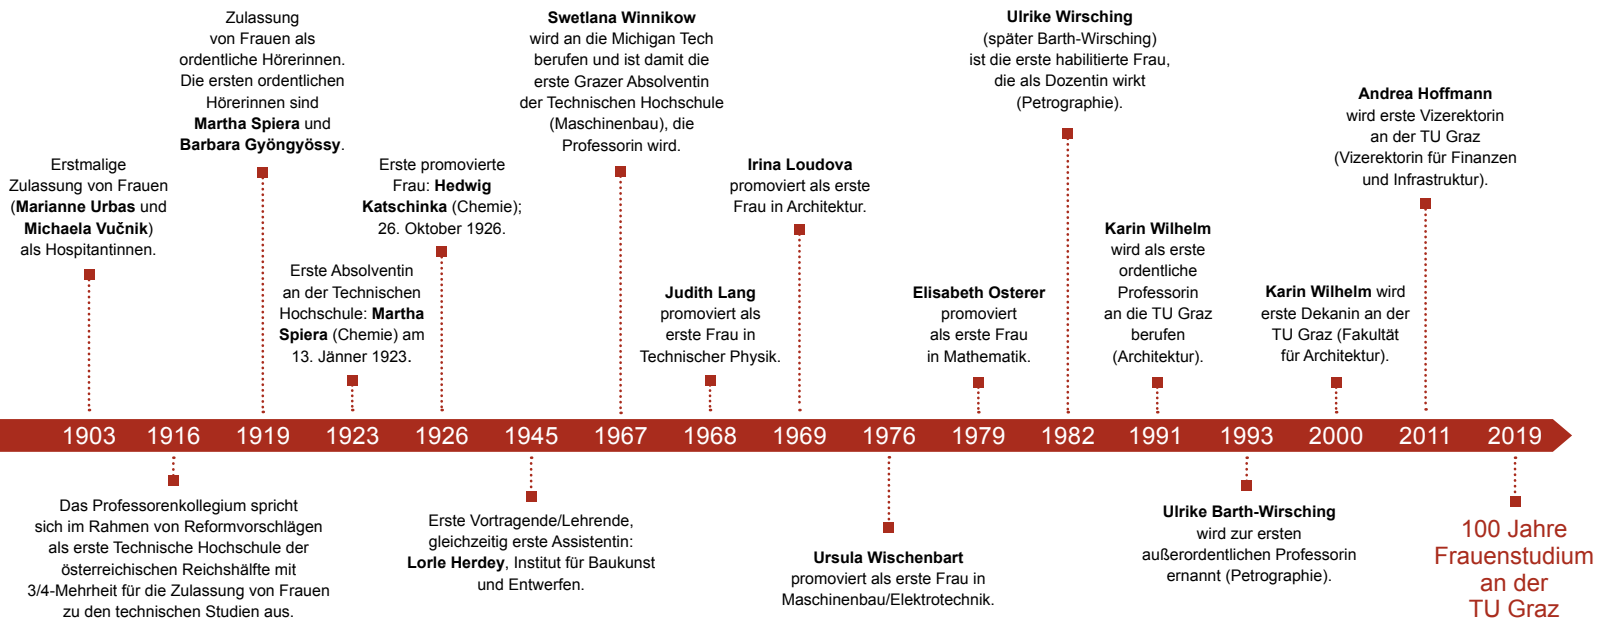 Erstmalige
Zulassung von Frauen
(Marianne Urbas und
Michaela Vučnik)
als Hospitantinnen.
Zulassung
von Frauen als
ordentliche Hörerinnen.
Die ersten ordentlichen
Hörerinnen sind
Martha Spiera und
Barbara Gyöngyössy.
Erste Absolventin
an der Technischen
Hochschule: Martha
Spiera (Chemie) am
13. Jänner 1923.
Erste promovierte
Frau: Hedwig
Katschinka (Chemie);
26. Oktober 1926.
Swetlana Winnikow
wird an die Michigan Tech
berufen und ist damit die
erste Grazer Absolventin
der Technischen Hochschule
(Maschinenbau), die
Professorin wird.
Judith Lang
promoviert als
erste Frau in
Technischer Physik.
Irina Loudova
promoviert als erste
Frau in Architektur.
Elisabeth Osterer
promoviert
als erste Frau
in Mathematik.
Ulrike Wirsching
(später Barth-Wirsching)
ist die erste habilitierte Frau,
die als Dozentin wirkt
(Petrographie).
Karin Wilhelm
wird als erste
ordentliche
Professorin
an die TU Graz
berufen
(Architektur).
Karin Wilhelm wird
erste Dekanin an der
TU Graz (Fakultät
für Architektur).
Andrea Hoffmann
wird erste Vizerektorin
an der TU Graz
(Vizerektorin für Finanzen
und Infrastruktur).
1903 1916 1919 1923 1926 1945 1967 1968 1969 1976 1979 1982 1991 1993 2000 2011 2019
Das Professorenkollegium spricht
sich im Rahmen von Reformvorschlägen
als erste Technische Hochschule der
österreichischen Reichshälfte mit
3/4-Mehrheit für die Zulassung von Frauen
zu den technischen Studien aus.
Erste Vortragende/Lehrende,
gleichzeitig erste Assistentin:
Lorle Herdey, Institut für Baukunst
und Entwerfen.
Ursula Wischenbart
promoviert als erste Frau in
Maschinenbau/Elektrotechnik.
Ulrike Barth-Wirsching
wird zur ersten
außerordentlichen Professorin
ernannt (Petrographie).
100 Jahre
Frauenstudium
an der
TU Graz